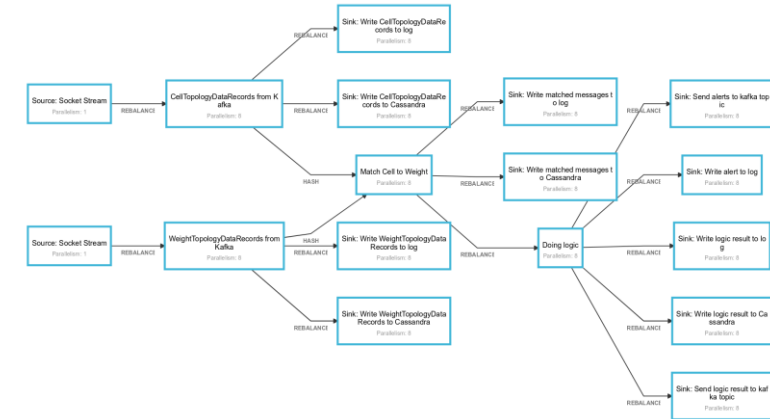 Sink: Write CellTopologyDataRe
cords to log
Parallelism: 8
REBALANCE
Source: Socket Stream
Parallelism: 1
REBALANCE
CellTopologyDataRecords from K
afka
Parallelism: 8
REBALANCE
Sink: Write CellTopologyDataRe
cords to Cassandra
Parallelism: 8
REBALANCE
Sink: Write matched messages t
o log
Parallelism: 8
REBALANCE
Sink: Send alerts to kafka top
ic
Parallelism: 8
HASH
Match Cell to Weight
Parallelism: 8
REBALANCE
Sink: Write matched messages t
o Cassandra
Parallelism: 8
REBALANCE
Sink: Write alert to log
Parallelism: 8
Source: Socket Stream
Parallelism: 1
REBALANCE
WeightTopologyDataRecords from
Kafka
Parallelism: 8
HASH
REBALANCE
Sink: Write WeightTopologyData
Records to log
Parallelism: 8
REBALANCE
Doing logic
Parallelism: 8
REBALANCE
Sink: Write logic result to lo
g
Parallelism: 8
REBALANCE
Sink: Write WeightTopologyData
Records to Cassandra
Parallelism: 8
REBALANCE
Sink: Write logic result to Ca
ssandra
Parallelism: 8
REBALANCE
Sink: Send logic result to kaf
ka topic
Parallelism: 8